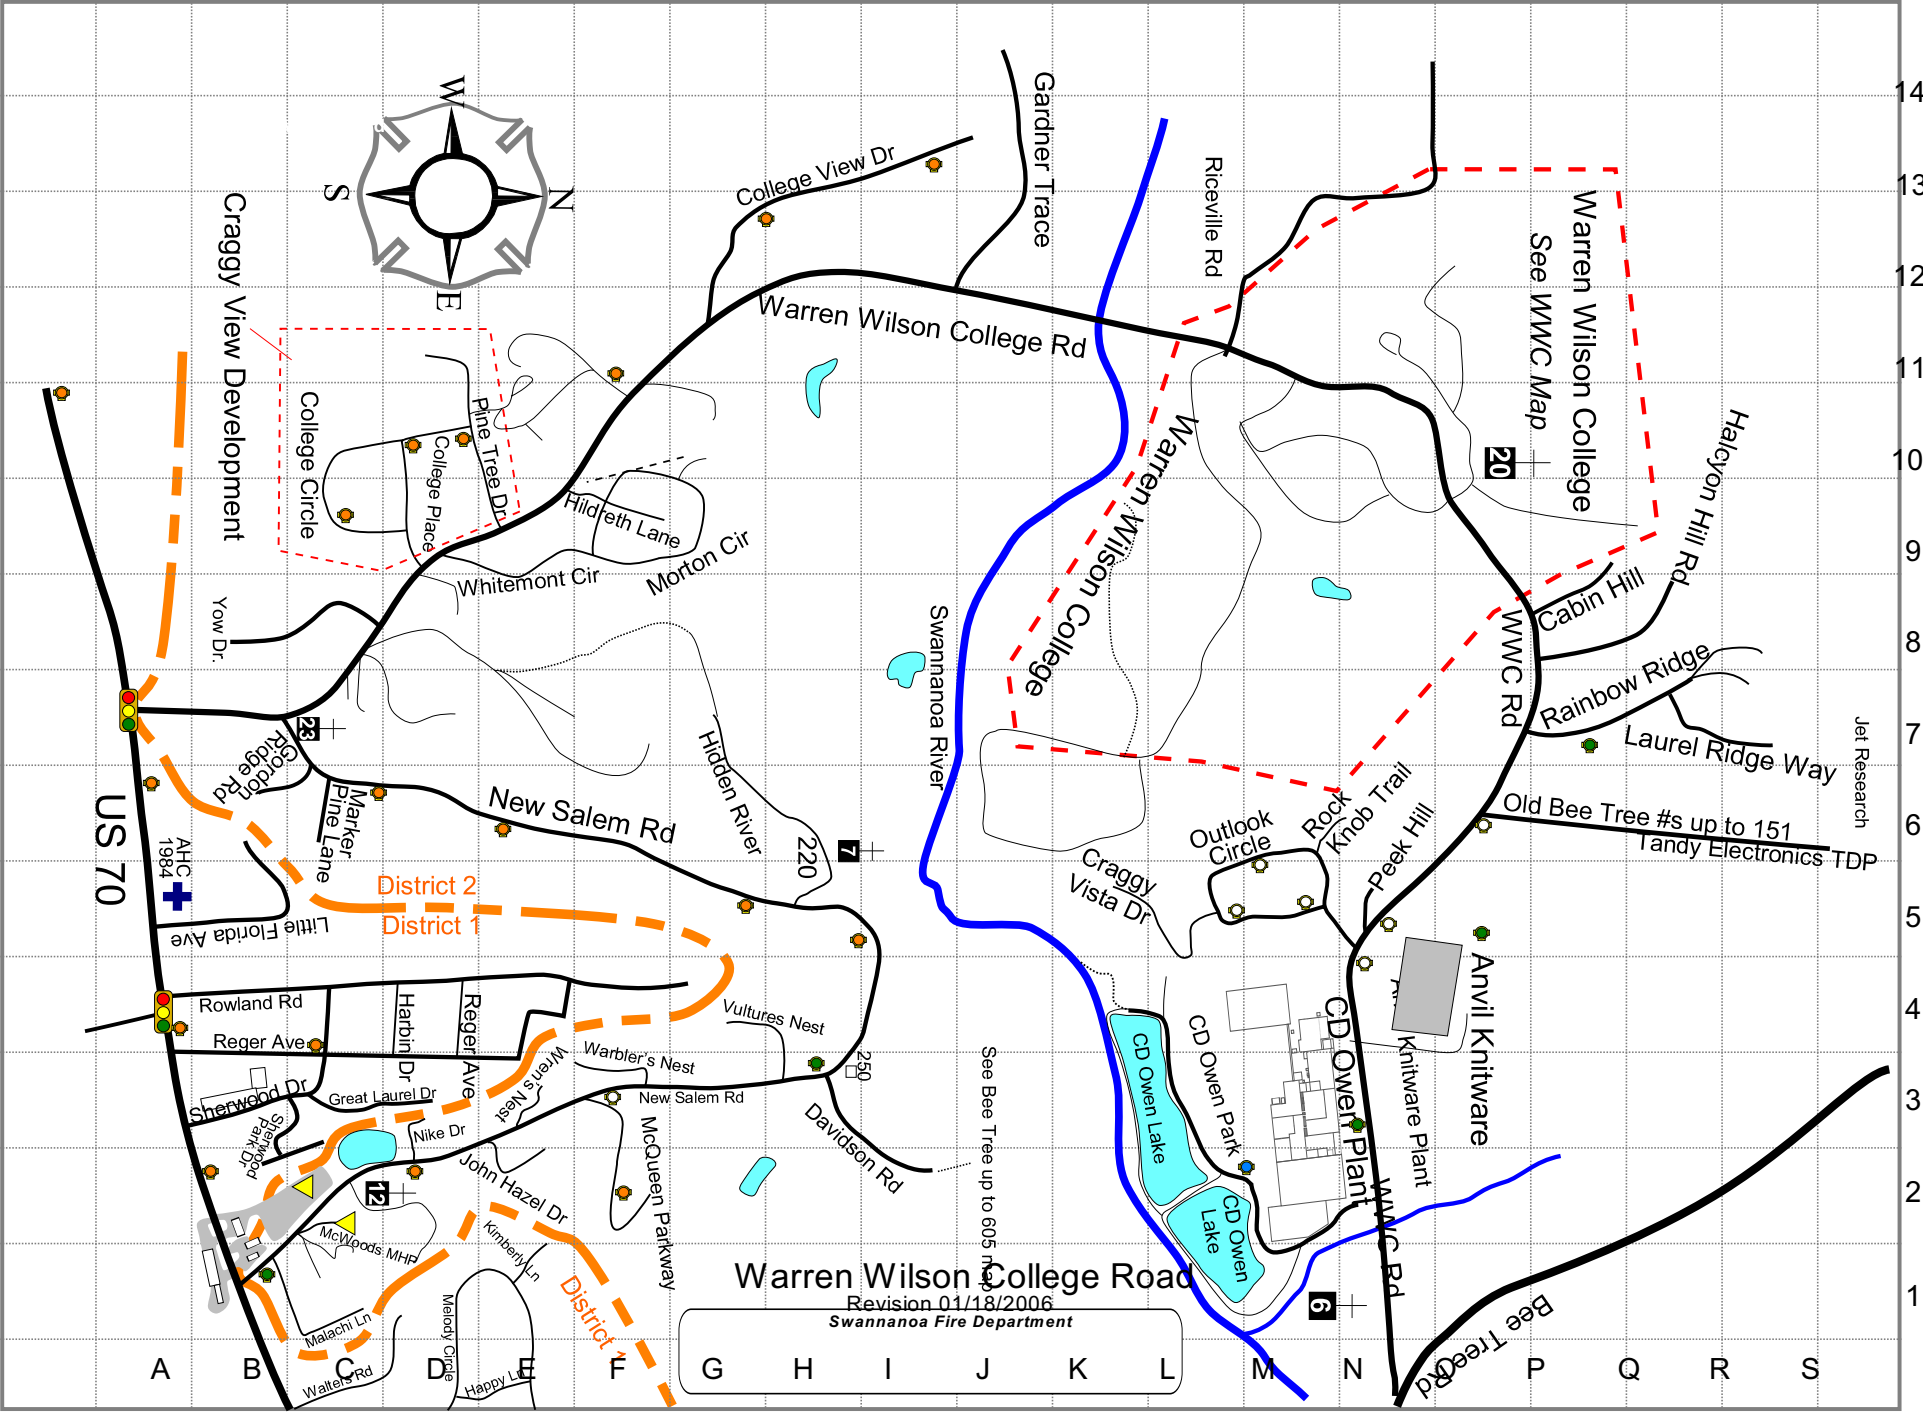 14
13
12
11
10
9
8
7
6
5
4
3
2
1
A
B
C
D
E
F
G
H
I
J
K
L
M
N
O
P
Q
R
S
W
S
N
E
Craggy View Development
College View Dr
Gardner Trace
Riceville Rd
Warren Wilson College
See WWC Map
Warren Wilson College Rd
College Circle
College Place
Pine Tree Dr
Hildreth Lane
Morton Cir
Whitemont Cir
Yow Dr.
Warren Wilson College
20
Halcyon Hill Rd
Cabin Hill
WWC Rd
Rainbow Ridge
Laurel Ridge Way
Jet Research
Swannanoa River
23
Gordon
Ridge Rd
Marker
Pine Lane
New Salem Rd
Hidden River
220
7
US 70
AHC
1984
Little Florida Ave
District 2
District 1
Outlook
Circle
Rock
Knob Trail
Peek Hill
Craggy
Vista Dr
Old Bee Tree #s up to 151
Tandy Electronics TDP
Anvil Knitware
Knitware Plant
Rowland Rd
Reger Ave
Harbin Dr
Reger Ave
Vultures Nest
Warbler's Nest
Wren's Nest
250
New Salem Rd
Sherwood Dr
Sherwood
Park Dr
Great Laurel Dr
Nike Dr
John Hazel Dr
McQueen Parkway
Davidson Rd
See Bee Tree up to 605 map
CD Owen Lake
CD Owen Park
CD Owen Plant
CD Owen
Lake
WWC Rd
12
McWoods MHP
Kimberly Ln
Malachi Ln
Walters Rd
Melody Circle
Happy Ln
District 1
6
Bee Tree Rd
Warren Wilson College Road
Revision 01/18/2006
Swannanoa Fire Department